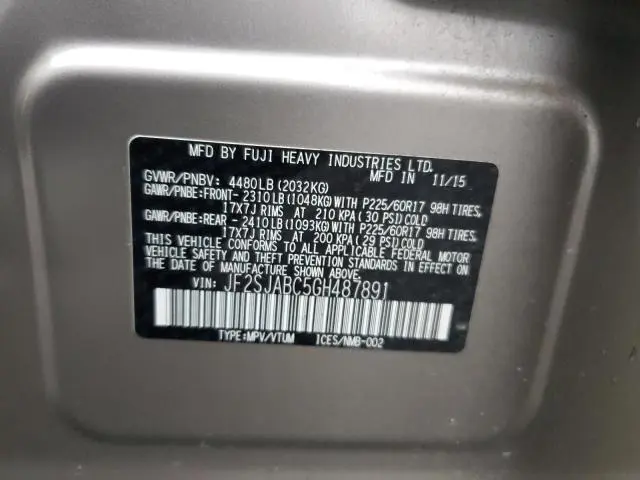 MFD BY FUJI HEAVY INDUSTRIES LTD.
MFD IN 11/15
GVWR/PNBV: 4480LB (2032KG)
GAWR/PNBE:FRONT- 2310LB(1048KG)WITH P225/60R17 98H TIRES,
17X7J RIMS AT 210 KPA(30 PSI)COLD
GAWR/PNBE:REAR - 2410LB(1093KG)WITH P225/60R17 98H TIRES,
17X7J RIMS AT 200 KPA(29 PSI)COLD
THIS VEHICLE CONFORMS TO ALL APPLICABLE FEDERAL MOTOR
VEHICLE SAFETY AND THEFT PREVENTION STANDARDS IN EFFECT ON
THE DATE OF MANUFACTURE SHOWN ABOVE.
VIN: JF2SJABC5GH487891
TYPE:MPV/VTUM ICES/NMB-002